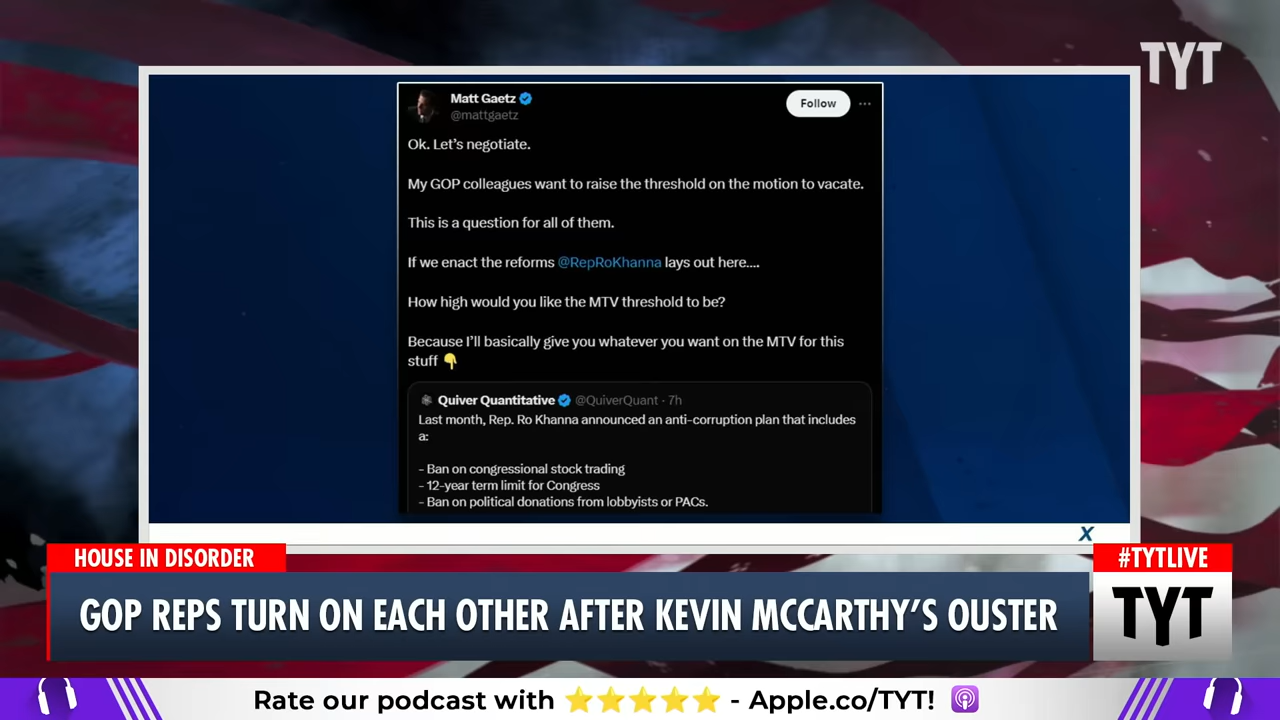 TYT
Matt Gaetz
@mattgaetz
Follow
Ok. Let's negotiate.
My GOP colleagues want to raise the threshold on the motion to vacate.
This is a question for all of them.
If we enact the reforms @RepRoKhanna lays out here....
How high would you like the MTV threshold to be?
Because I'll basically give you whatever you want on the MTV for this
stuff 👇
Quiver Quantitative @QuiverQuant · 7h
Last month, Rep. Ro Khanna announced an anti-corruption plan that includes
a:
- Ban on congressional stock trading
- 12-year term limit for Congress
- Ban on political donations from lobbyists or PACs.
X
HOUSE IN DISORDER
#TYTLIVE
GOP REPS TURN ON EACH OTHER AFTER KEVIN MCCARTHY'S OUSTER
TYT
Rate our podcast with ⭐⭐⭐⭐⭐ - Apple.co/TYT!